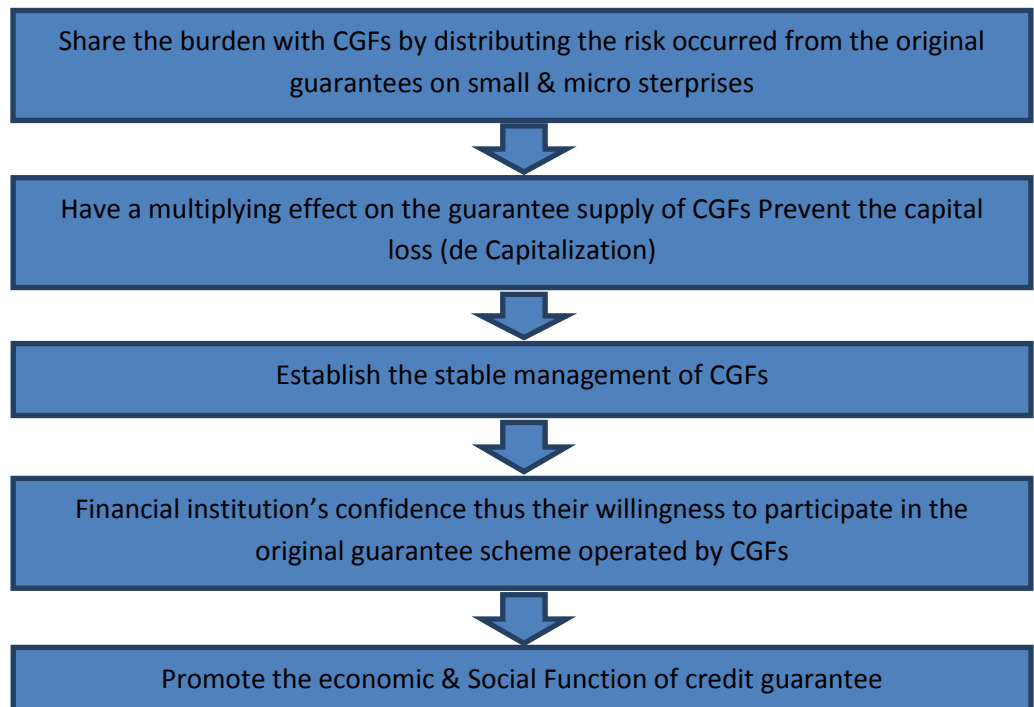 Share the burden with CGFs by distributing the risk occurred from the original
guarantees on small & micro sterprises
Have a multiplying effect on the guarantee supply of CGFs Prevent the capital
loss (de Capitalization)
Establish the stable management of CGFs
Financial institution’s confidence thus their willingness to participate in the
original guarantee scheme operated by CGFs
Promote the economic & Social Function of credit guarantee